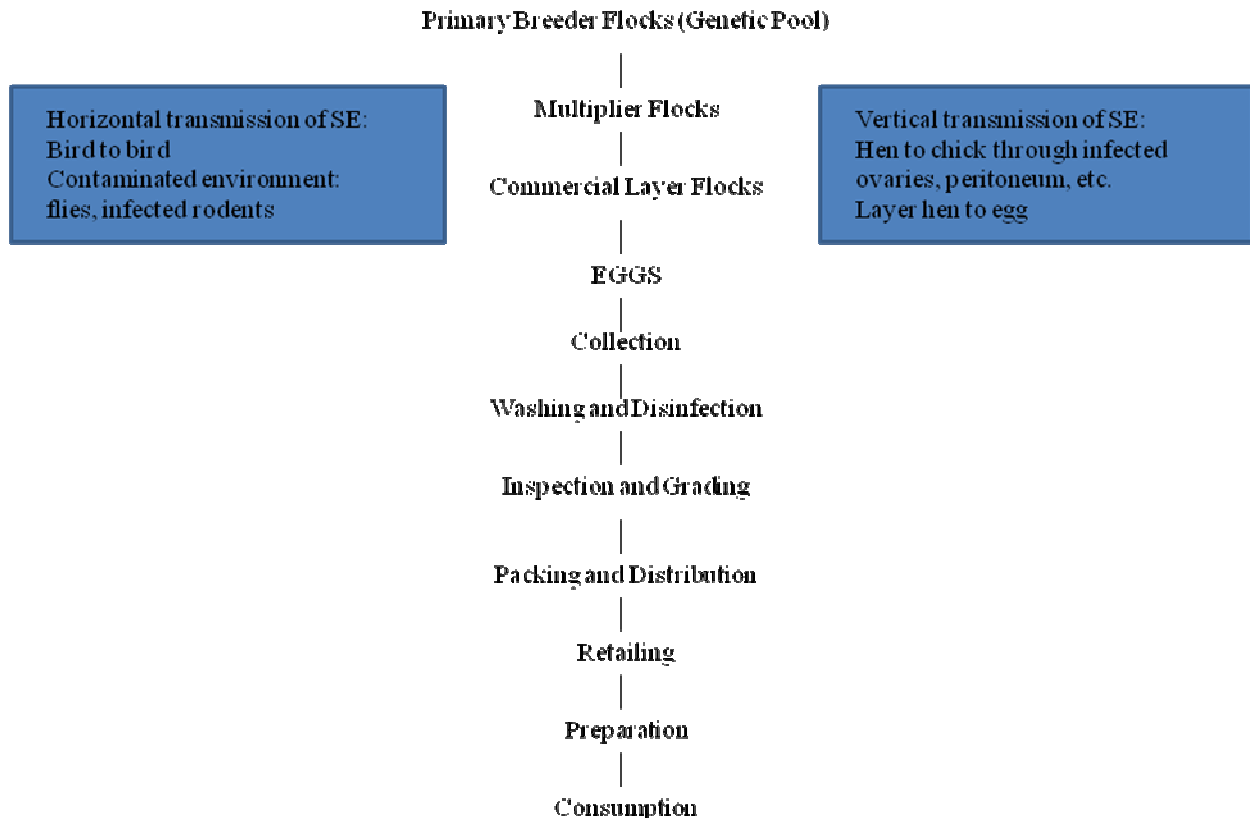 Primary Breeder Flocks (Genetic Pool)
Horizontal transmission of SE:
Bird to bird
Contaminated environment:
flies, infected rodents
Multiplier Flocks
Commercial Layer Flocks
Vertical transmission of SE:
Hen to chick through infected
ovaries, peritoneum, etc.
Layer hen to egg
EGGS
Collection
Washing and Disinfection
Inspection and Grading
Packing and Distribution
Retailing
Preparation
Consumption